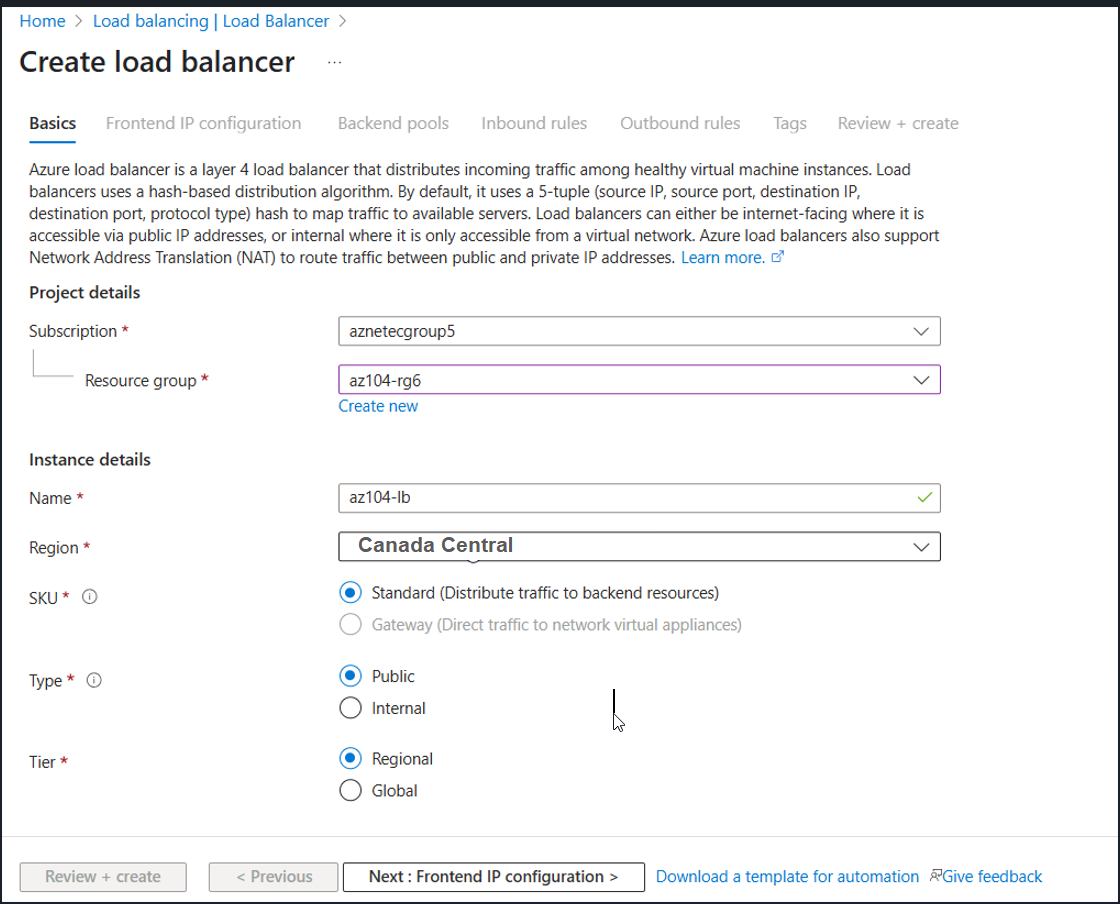 Home > Load balancing | Load Balancer >
Create load balancer ...
Basics Frontend IP configuration Backend pools Inbound rules Outbound rules Tags Review + create
Azure load balancer is a layer 4 load balancer that distributes incoming traffic among healthy virtual machine instances. Load
balancers uses a hash-based distribution algorithm. By default, it uses a 5-tuple (source IP, source port, destination IP,
destination port, protocol type) hash to map traffic to available servers. Load balancers can either be internet-facing where it is
accessible via public IP addresses, or internal where it is only accessible from a virtual network. Azure load balancers also support
Network Address Translation (NAT) to route traffic between public and private IP addresses. Learn more.
Project details
Subscription * aznetecgroup5
Resource group * az104-rg6
Create new
Instance details
Name * az104-lb
Region * Canada Central
SKU * Standard (Distribute traffic to backend resources)
Gateway (Direct traffic to network virtual appliances)
Type * Public
Internal
Tier * Regional
Global
Review + create < Previous Next : Frontend IP configuration > Download a template for automation Give feedback